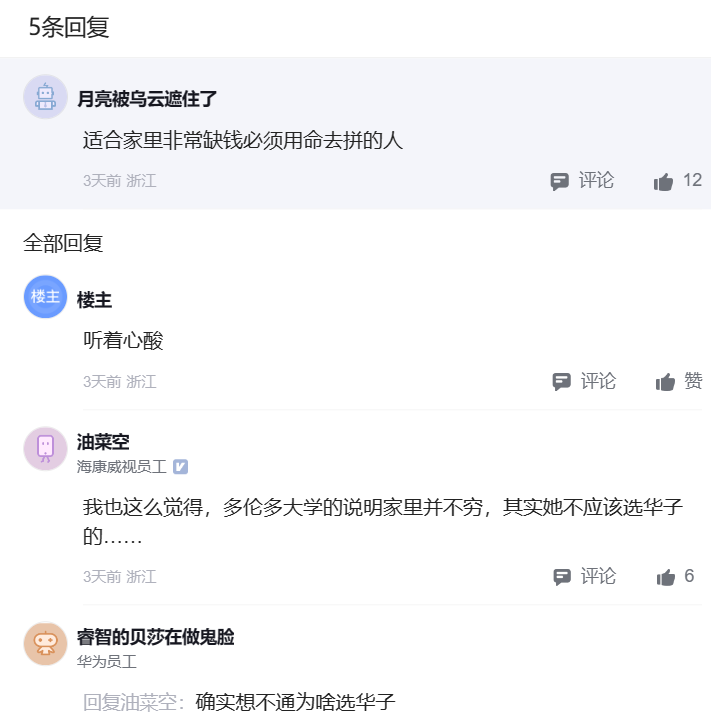 5条回复
月亮被乌云遮住了
适合家里非常缺钱必须用命去拼的人
3天前 浙江
评论
12
全部回复
楼主
楼主
听着心酸
3天前 浙江
评论
赞
油菜空
海康威视员工
我也这么觉得，多伦多大学的说明家里并不穷，其实她不应该选华子
的……
3天前 浙江
评论
6
睿智的贝莎在做鬼脸
华为员工
回复油菜空：确实想不通为啥选华子